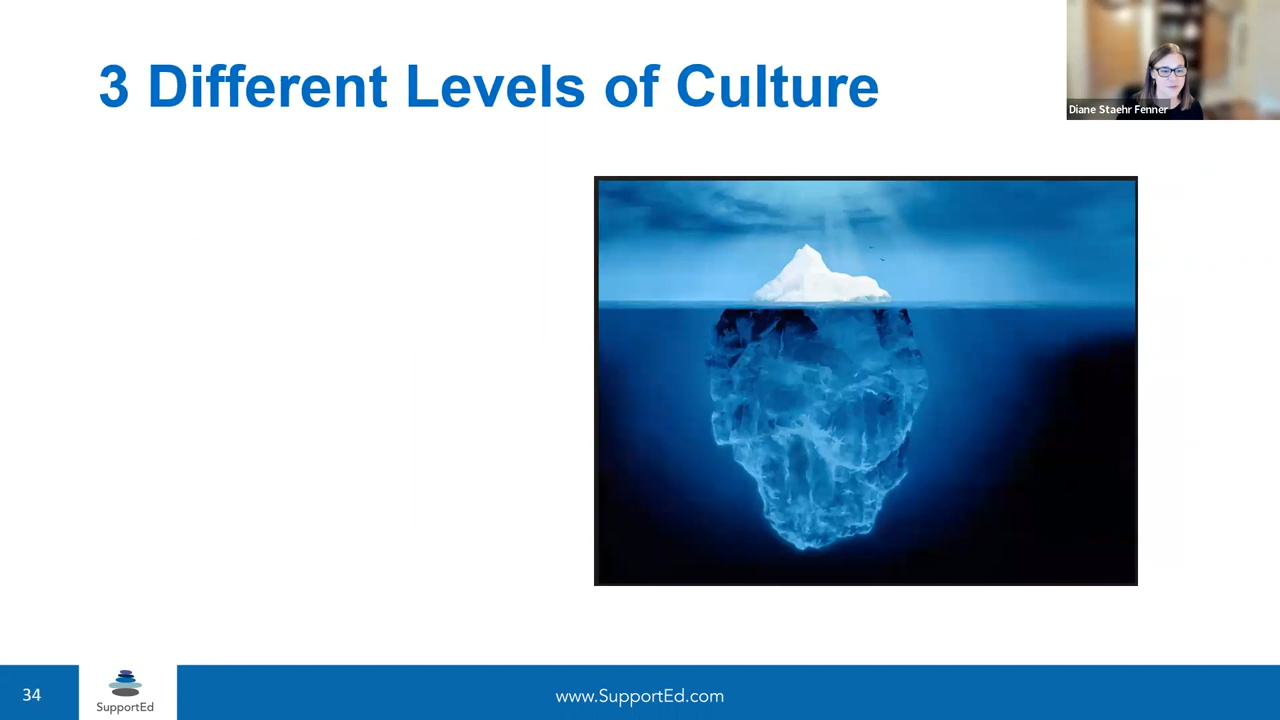 3 Different Levels of Culture
Diane Staehr Fenner
34
SupportEd
www.SupportEd.com